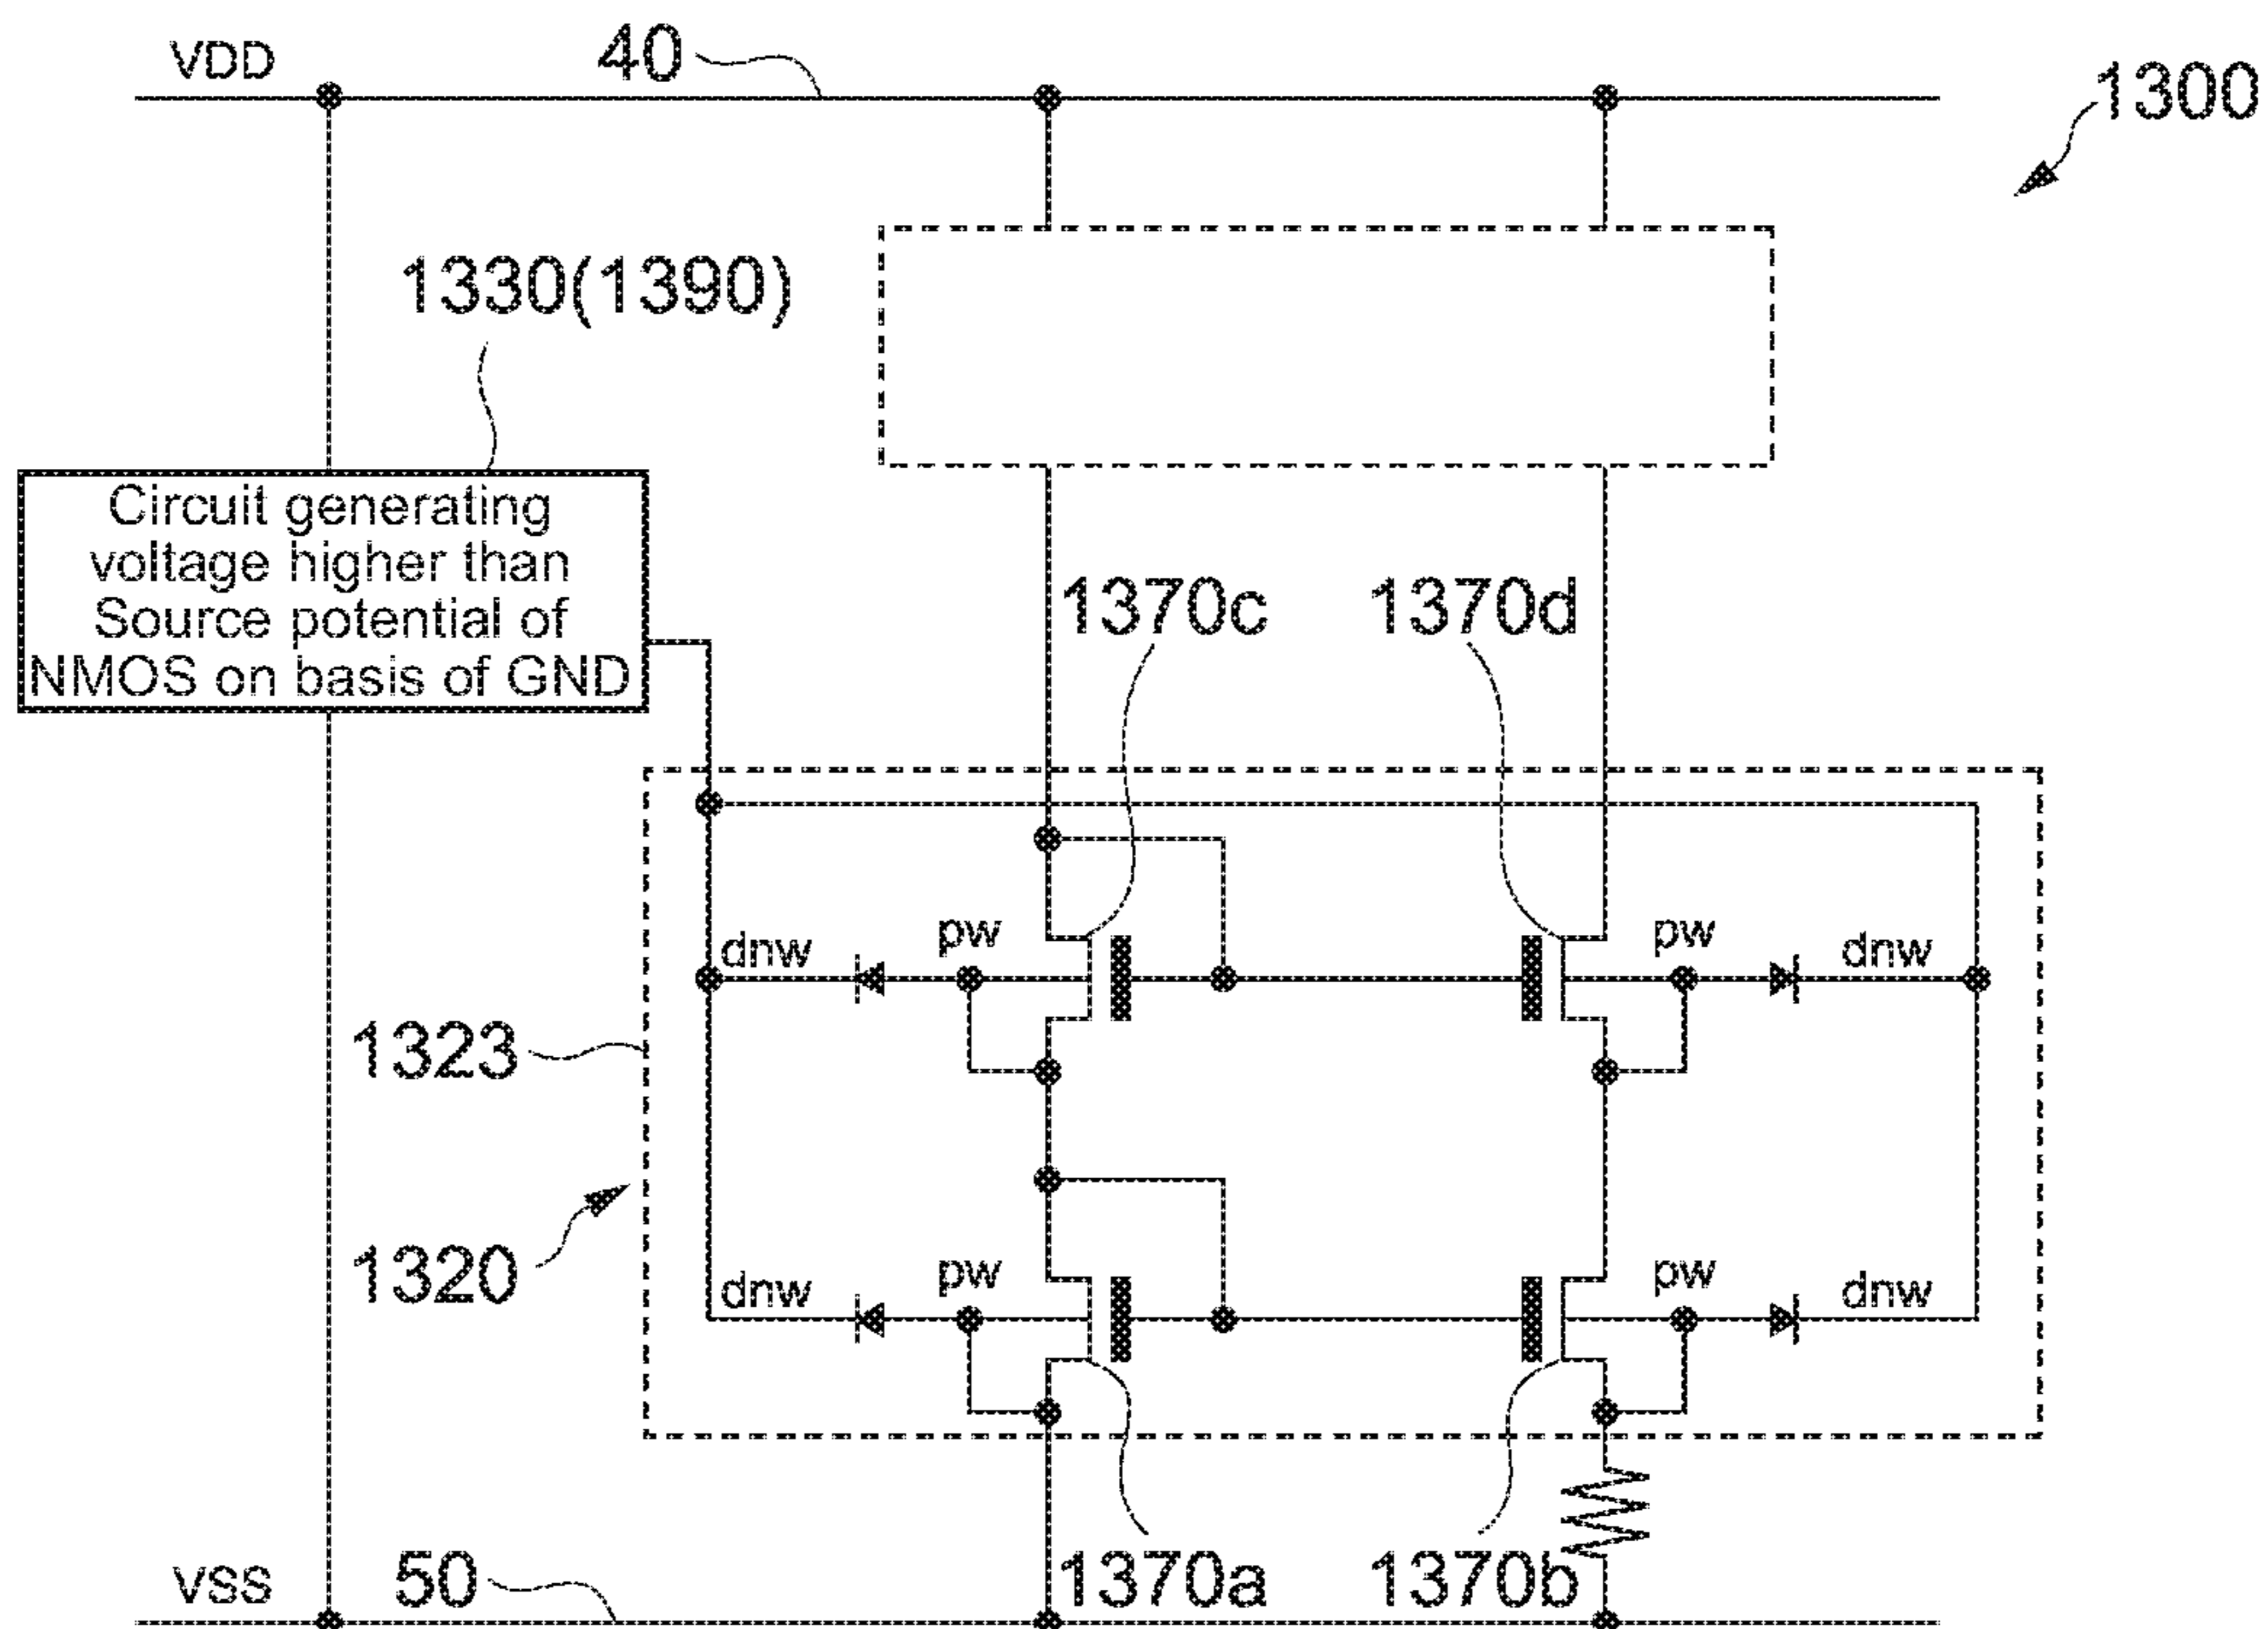 VDD
40
1300
1330(1390)
Circuit generating
voltage higher than
Source potential of
NMOS on basis of GND
1370c
1370d
dnw
pw
pw
dnw
1323
1320
dnw
pw
pw
dnw
VSS
50
1370a
1370b